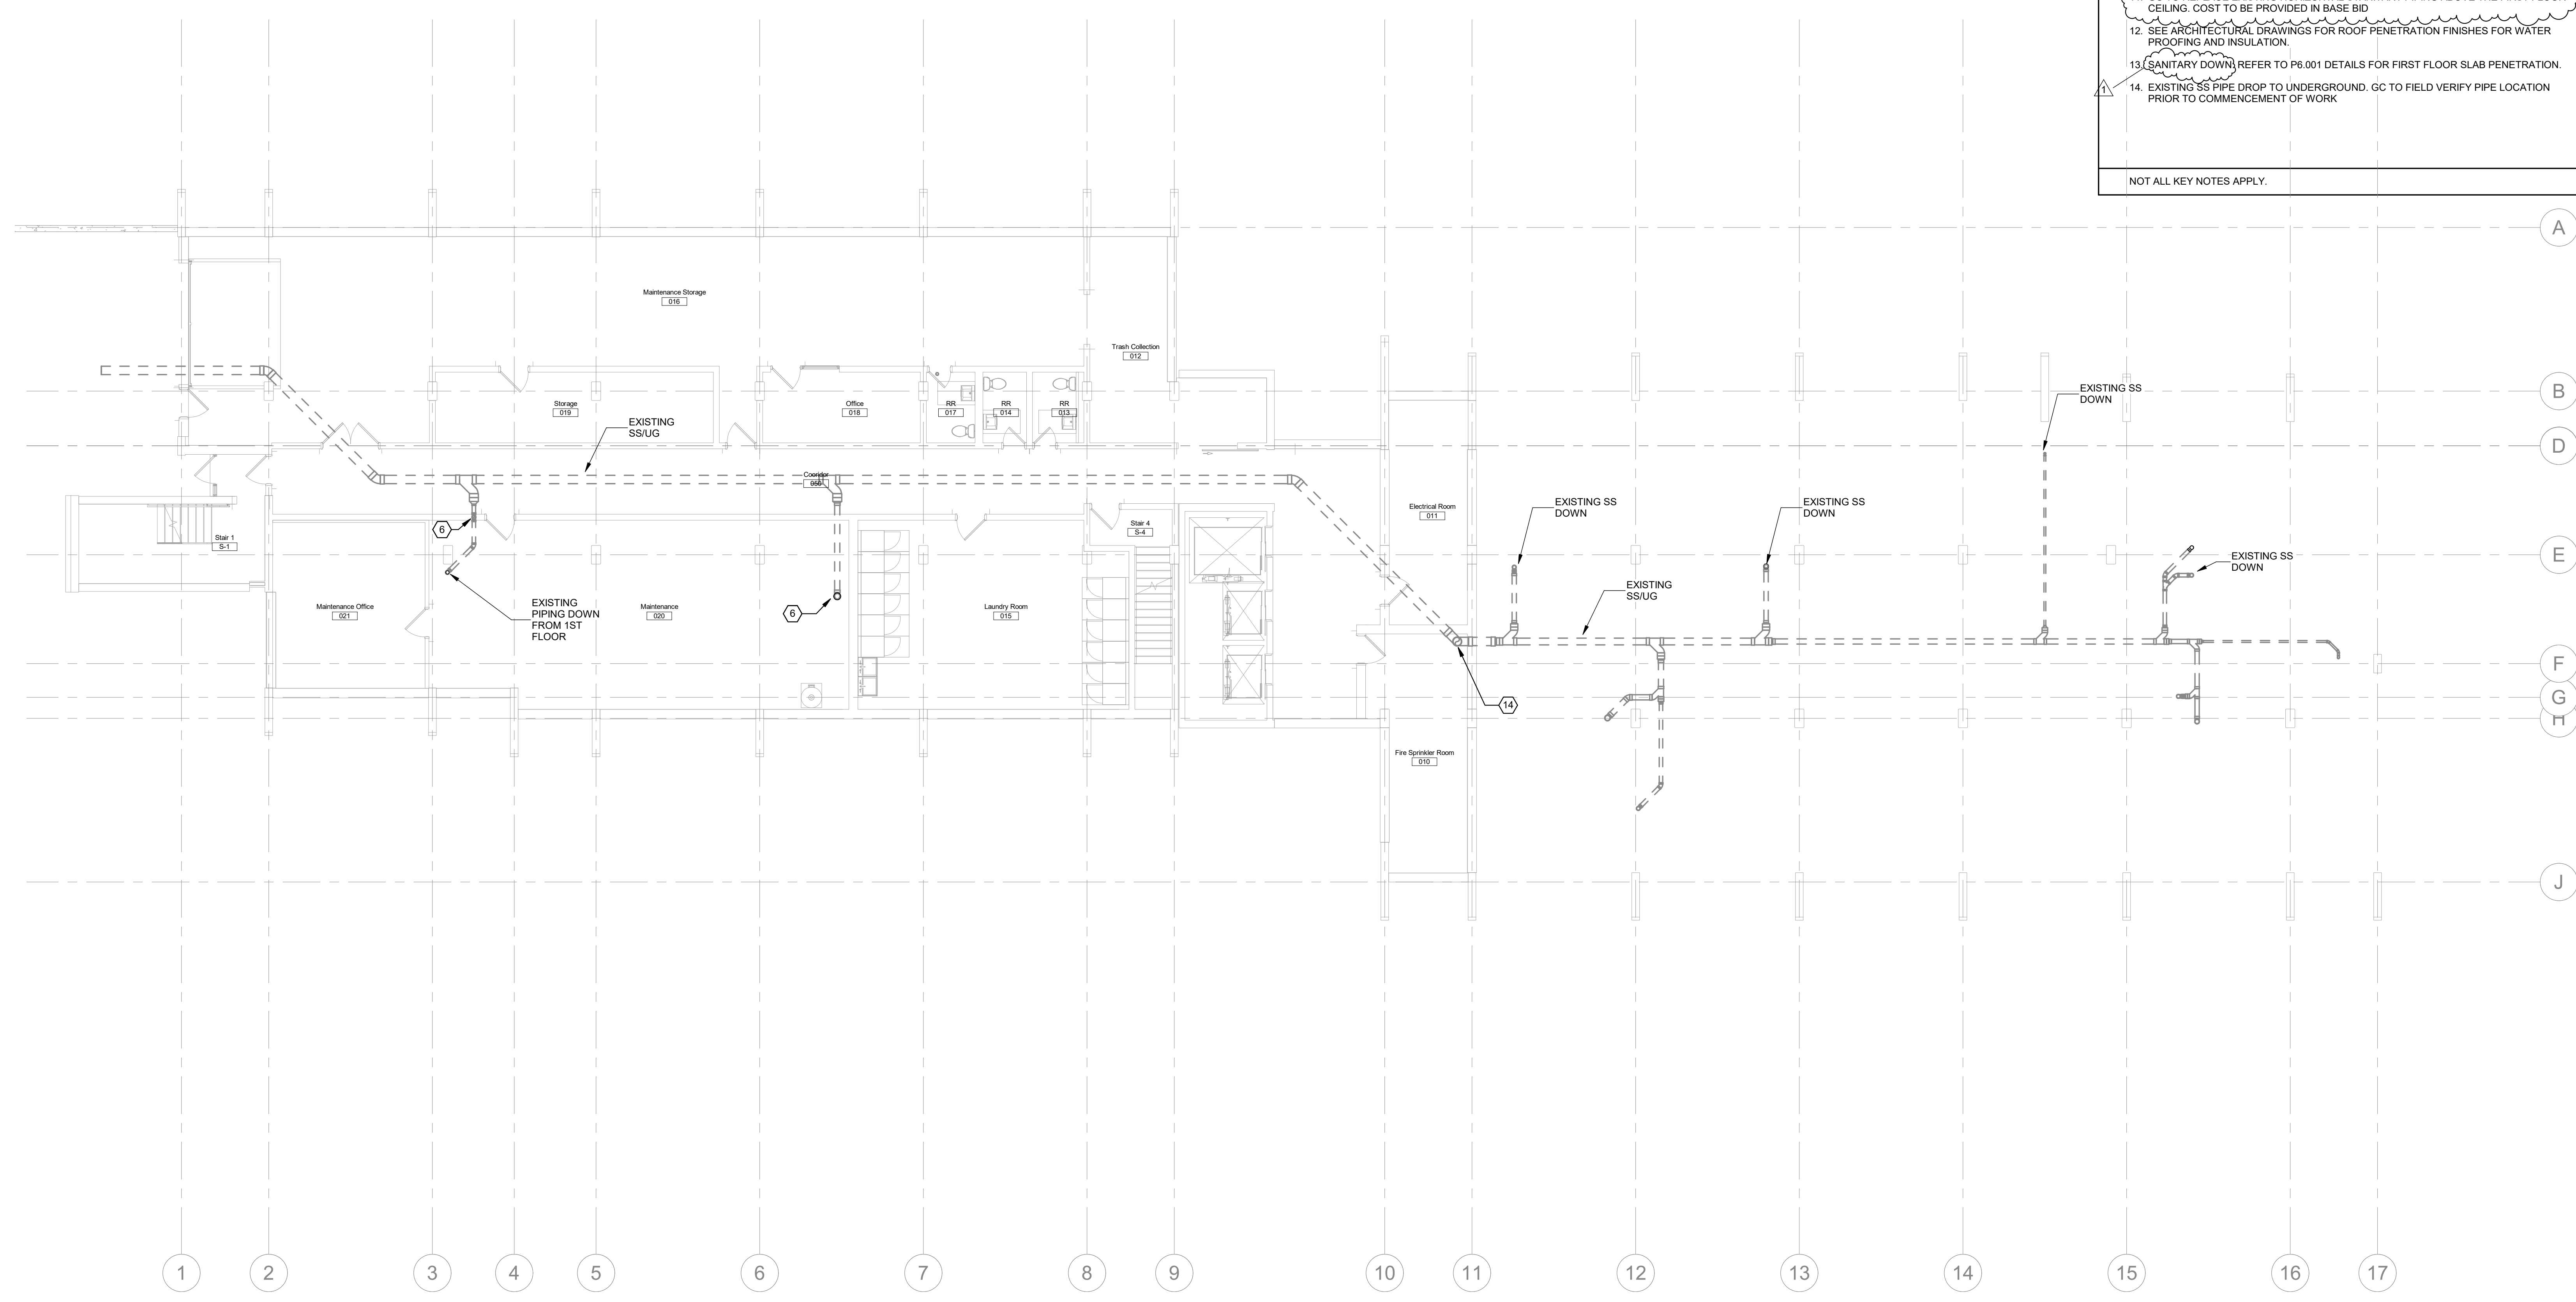 CEILING. COST TO BE PROVIDED IN BASE BID
12. SEE ARCHITECTURAL DRAWINGS FOR ROOF PENETRATION FINISHES FOR WATER
PROOFING AND INSULATION.
13. SANITARY DOWN, REFER TO P6.001 DETAILS FOR FIRST FLOOR SLAB PENETRATION.
1
14. EXISTING SS PIPE DROP TO UNDERGROUND. GC TO FIELD VERIFY PIPE LOCATION
PRIOR TO COMMENCEMENT OF WORK
NOT ALL KEY NOTES APPLY.
A
Maintenance Storage
016
Trash Collection
012
EXISTING SS
DOWN
B
Storage
019
Office
018
RR
017
RR
014
RR
013
EXISTING
SS/UG
D
Cooridor
050
EXISTING SS
DOWN
EXISTING SS
DOWN
Electrical Room
011
6
Stair 4
S-4
Stair 1
S-1
E
EXISTING SS
DOWN
EXISTING
SS/UG
EXISTING
PIPING DOWN
FROM 1ST
FLOOR
Maintenance Office
021
Maintenance
020
6
Laundry Room
015
F
G
14
H
Fire Sprinkler Room
010
J
1
2
3
4
5
6
7
8
9
10
11
12
13
14
15
16
17